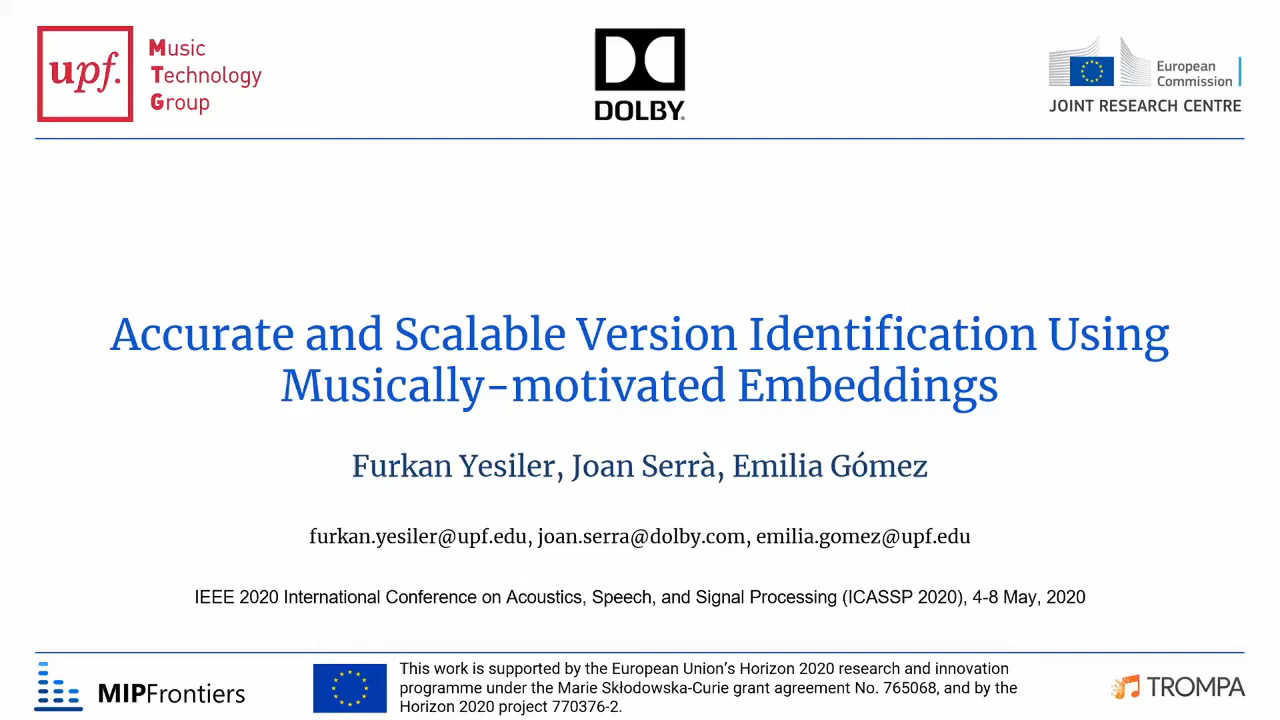 upf.
Music
Technology
Group
DOLBY®
European
Commission
JOINT RESEARCH CENTRE
Accurate and Scalable Version Identification Using
Musically-motivated Embeddings
Furkan Yesiler, Joan Serrà, Emilia Gómez
furkan.yesiler@upf.edu, joan.serra@dolby.com, emilia.gomez@upf.edu
IEEE 2020 International Conference on Acoustics, Speech, and Signal Processing (ICASSP 2020), 4-8 May, 2020
MIPFrontiers
This work is supported by the European Union's Horizon 2020 research and innovation
programme under the Marie Skłodowska-Curie grant agreement No. 765068, and by the
Horizon 2020 project 770376-2.
TROMPA